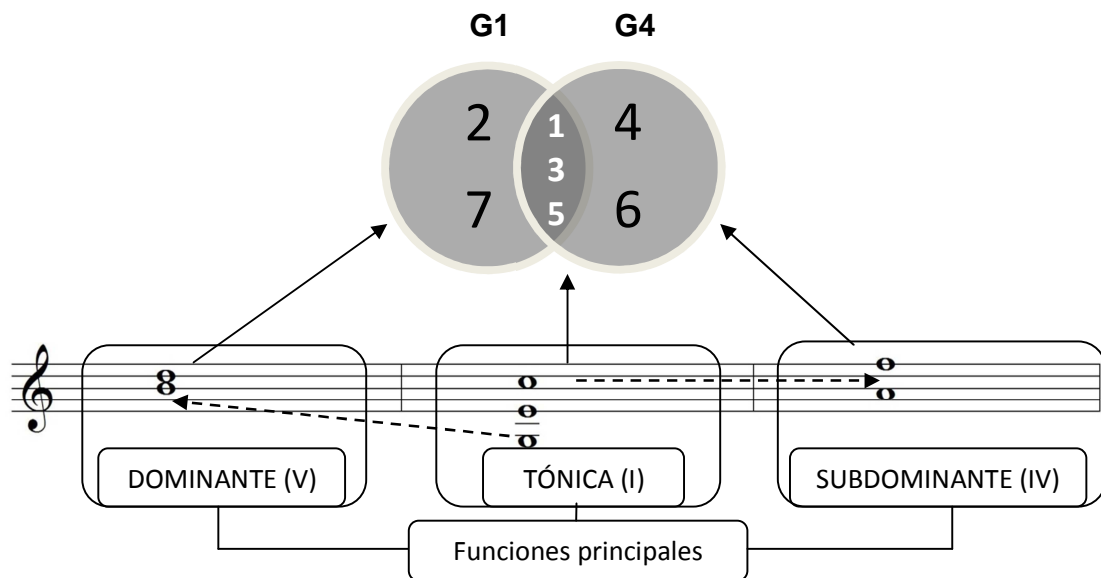 G1 G4
2 1 4
3
7 5 6
DOMINANTE (V) TÓNICA (I) SUBDOMINANTE (IV)
Funciones principales